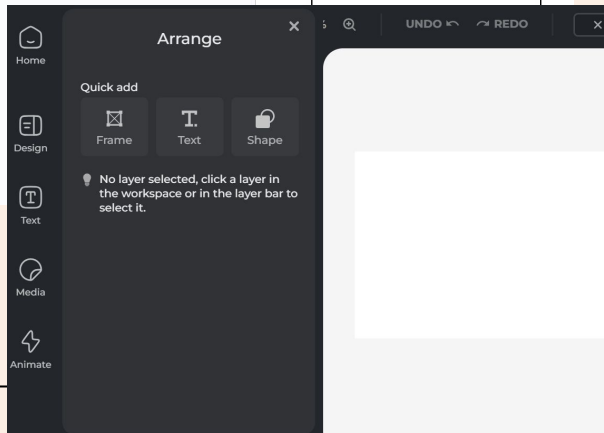 Home
Design
Text
Media
Animate
Arrange
Quick add
Frame
Text
Shape
No layer selected, click a layer in
the workspace or in the layer bar to
select it.
UNDO
REDO